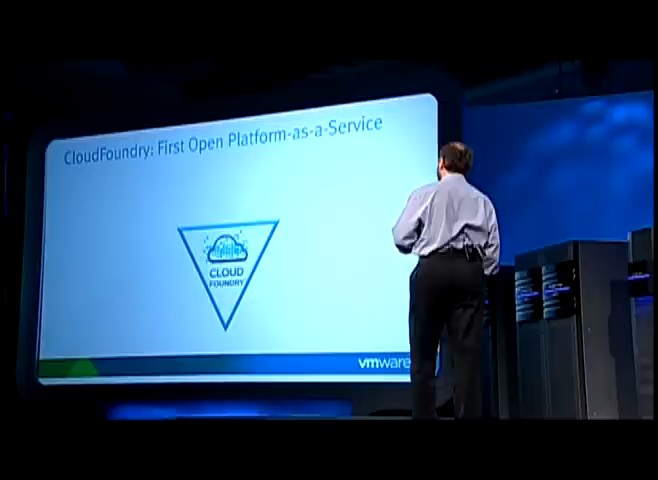 CloudFoundry: First Open Platform-as-a-Service
CLOUD
FOUNDRY
vmware